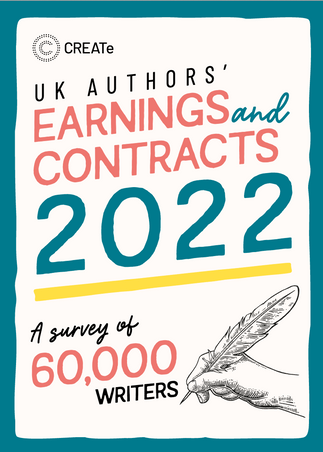 CREATe
UK AUTHORS'
EARNINGS and
CONTRACTS
2022
A survey of
60,000
WRITERS